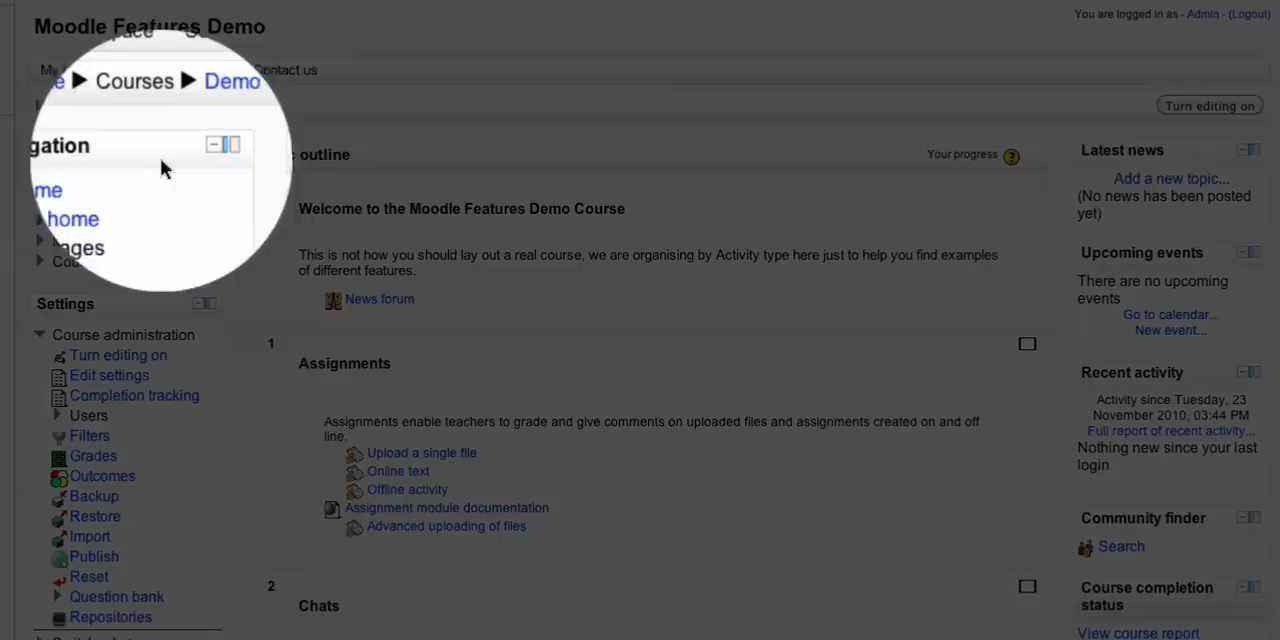 You are logged in as - Admin - (Logout)
Moodle Features Demo
My
Contact us
Courses ▶ Demo
Turn editing on
gation
me
home
ages
outline
Your progress
Welcome to the Moodle Features Demo Course
This is not how you should lay out a real course, we are organising by Activity type here just to help you find examples
of different features.
News forum
Settings
Course administration
Turn editing on
Edit settings
Completion tracking
Users
Filters
Grades
Outcomes
Backup
Restore
Import
Publish
Reset
Question bank
Repositories
1
Assignments
Assignments enable teachers to grade and give comments on uploaded files and assignments created on and off
line.
Upload a single file
Online text
Offline activity
Assignment module documentation
Advanced uploading of files
2
Chats
Latest news
Add a new topic...
(No news has been posted
yet)
Upcoming events
There are no upcoming
events
Go to calendar...
New event...
Recent activity
Activity since Tuesday, 23
November 2010, 03:44 PM
Full report of recent activity...
Nothing new since your last
login
Community finder
Search
Course completion
status
View course report